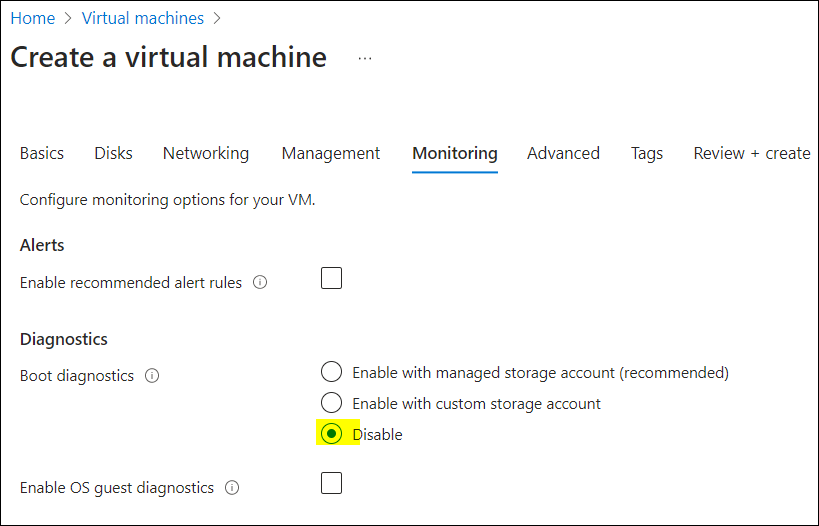 Home > Virtual machines >
Create a virtual machine ...
Basics Disks Networking Management Monitoring Advanced Tags Review + create
Configure monitoring options for your VM.
Alerts
Enable recommended alert rules
Diagnostics
Boot diagnostics
Enable with managed storage account (recommended)
Enable with custom storage account
Disable
Enable OS guest diagnostics